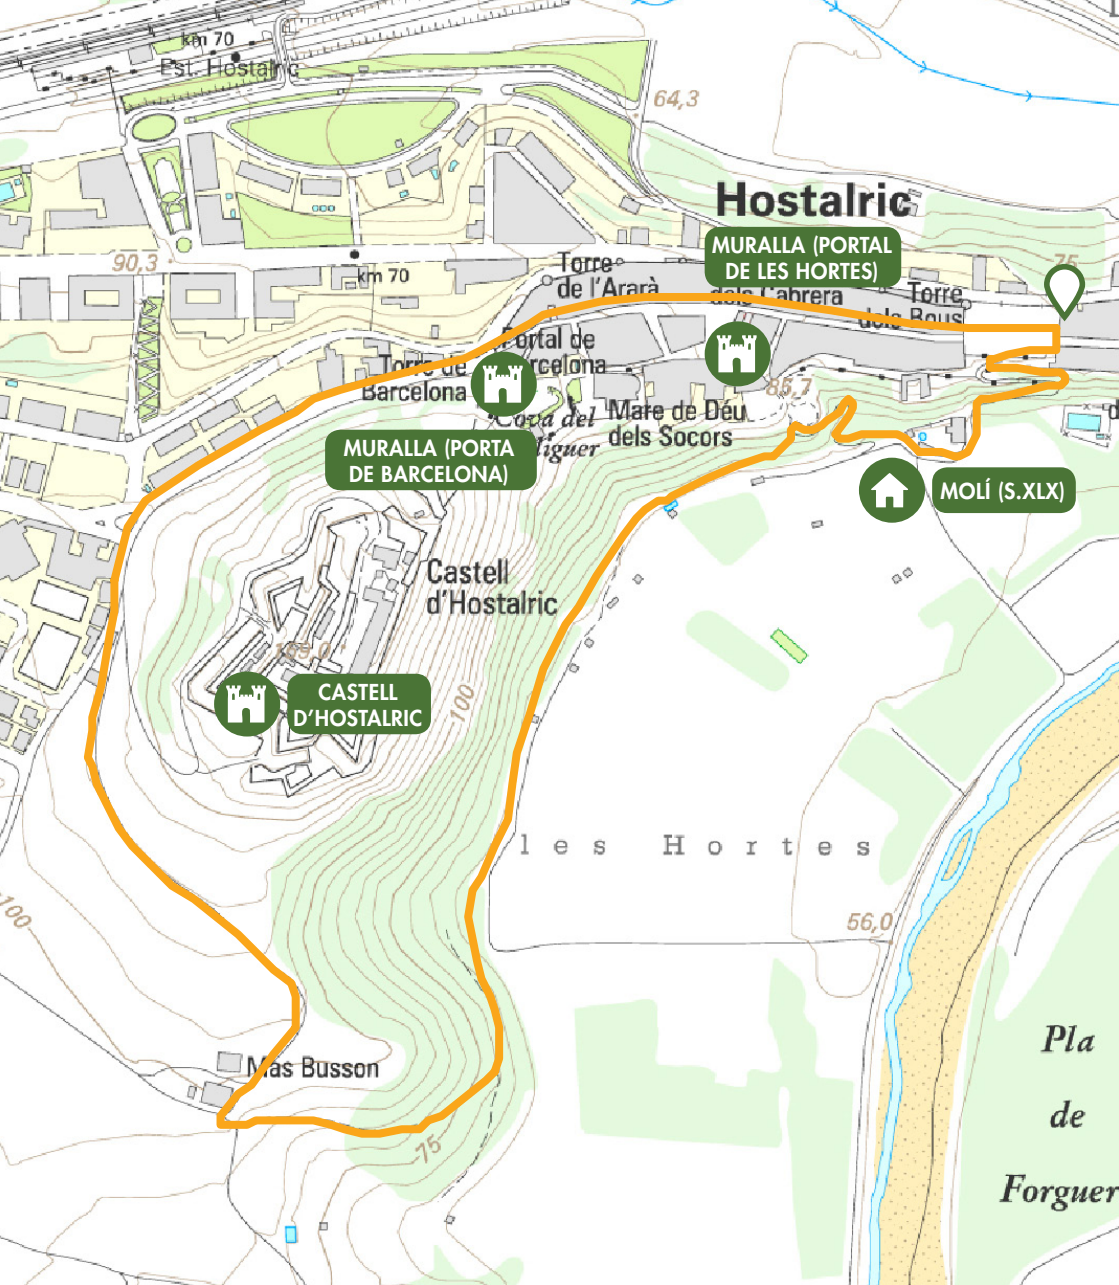 km 70
Est. Hostalric
64,3
Hostalric
MURALLA (PORTAL
DE LES HORTES)
90,3
km 70
75
Torre
de l'Ararà
dels Cabrera
Torre
dels Bous
Portal de
Barcelona
Torre de
Barcelona
85,7
Mare de Déu
dels Socors
Cova del
MURALLA (PORTA
DE BARCELONA)
MOLÍ (S.XLX)
Castell
d'Hostalric
CASTELL
D'HOSTALRIC
100
les Hortes
100
56,0
Mas Busson
75
Pla
de
Forguer